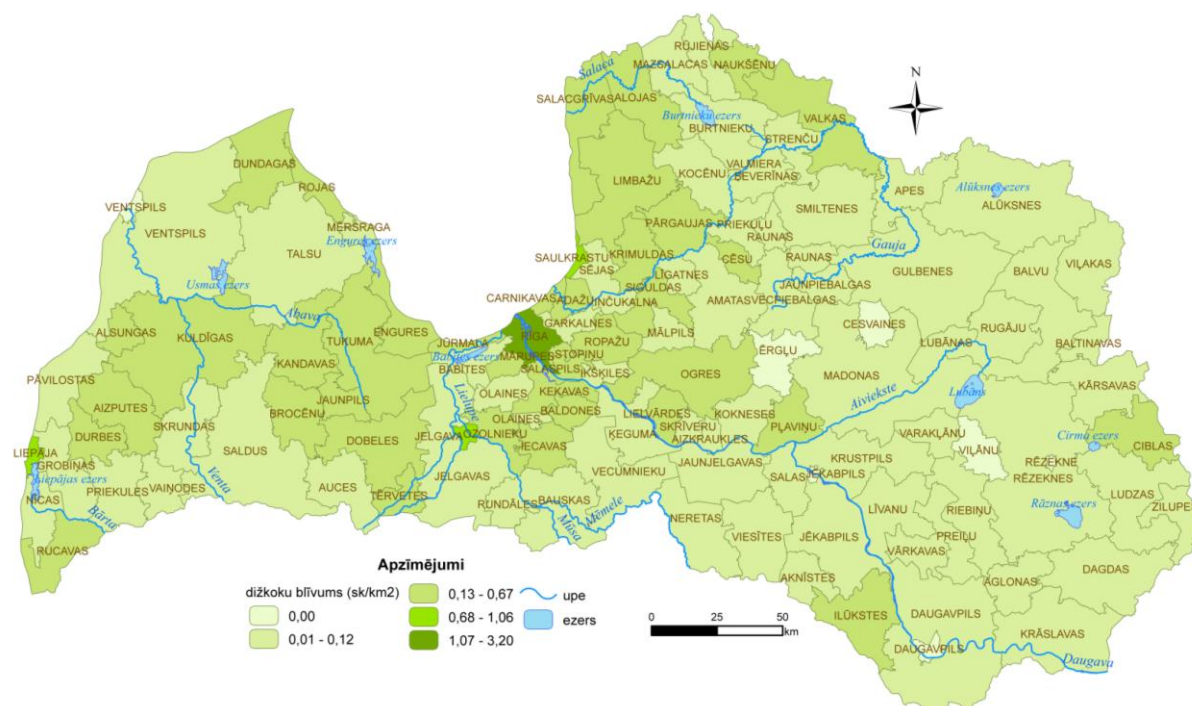 RŪJIENAS
MAZSALACAS
NAUKŠĒNU
Salaca
SALACGRĪVAS
ALOJAS
N
Burtnieku ezers
BURTNIEKU
VALKAS
STRENČU
DUNDAGAS
ROJAS
LIMBAŽU
KOCĒNU
VALMIERA
BEVERĪNAS
APES
Alūksnes ezers
ALŪKSNES
VENTSPILS
VENTSPILS
MĒRSRAGA
Engures ezers
TALSU
PĀRGAUJAS
PRIEKUĻU
RAUNAS
SMILTENES
Gauja
Usmas ezers
SAULKRASTU
SĒJAS
KRIMULDAS
LĪGATNES
SIGULDAS
CĒSU
RAUNAS
GULBENES
BALVU
VIĻAKAS
CARNIKAVAS
ĀDAŽU
INČUKALNA
AMATAS
VECPIEBALGAS
JAUNPIEBALGAS
Abava
ALSUNGAS
KULDĪGAS
TUKUMA
ENGURES
JŪRMALA
RĪGA
GARKALNES
ROPAŽU
MĀLPILS
CESVAINES
RUGĀJU
LUBĀNAS
BALTINAVAS
Babītes ezers
BABĪTES
MĀRUPES
STOPIŅU
SALASPILS
IKŠĶILES
ĒRGĻU
MADONAS
KANDAVAS
PĀVILOSTAS
AIZPUTES
BROCĒNU
JAUNPILS
OLAINES
ĶEKAVAS
OGRES
Aiviekste
Lubāns
KĀRSAVAS
Lielupe
OLAINES
BALDONES
LIELVĀRDES
SKRĪVERU
KOKNESES
PĻAVIŅU
DURBES
SKRUNDAS
DOBELES
JELGAVA
OZOLNIEKU
IECAVAS
ĶEGUMA
AIZKRAUKLES
VARAKĻĀNU
VIĻĀNU
Cirma ezers
CIBLAS
LIEPĀJA
GROBIŅAS
SALDUS
Liepājas ezers
PRIEKULES
VAIŅODES
Venta
AUCES
TĒRVETES
JELGAVAS
VECUMNIEKU
JAUNJELGAVAS
KRUSTPILS
SALAS
JĒKABPILS
RĒZEKNE
RĒZEKNES
LUDZAS
ZILUPES
NĪCAS
Bārta
RUNDĀLES
BAUSKAS
Mūsa
Mēmele
NERETAS
LĪVANU
RIEBIŅU
Rāznas ezers
RUCAVAS
VIESĪTES
JĒKABPILS
PREIĻU
VĀRKAVAS
AKNĪSTES
AGLONAS
DAGDAS
ILŪKSTES
DAUGAVPILS
KRĀSLAVAS
DAUGAVPILS
Daugava
Apzīmējumi
dižkoku blīvums (sk/km2)
0,00
0,01 - 0,12
0,13 - 0,67
0,68 - 1,06
1,07 - 3,20
upe
ezers
0 25 50
km